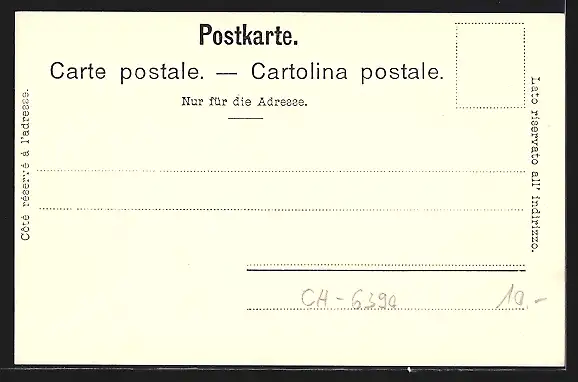 Postkarte.
Carte postale. — Cartolina postale.
Nur für die Adresse.
Côté réservé à l'adresse.
Lato riservato all' indirizzo.
CH - 6390
10.-